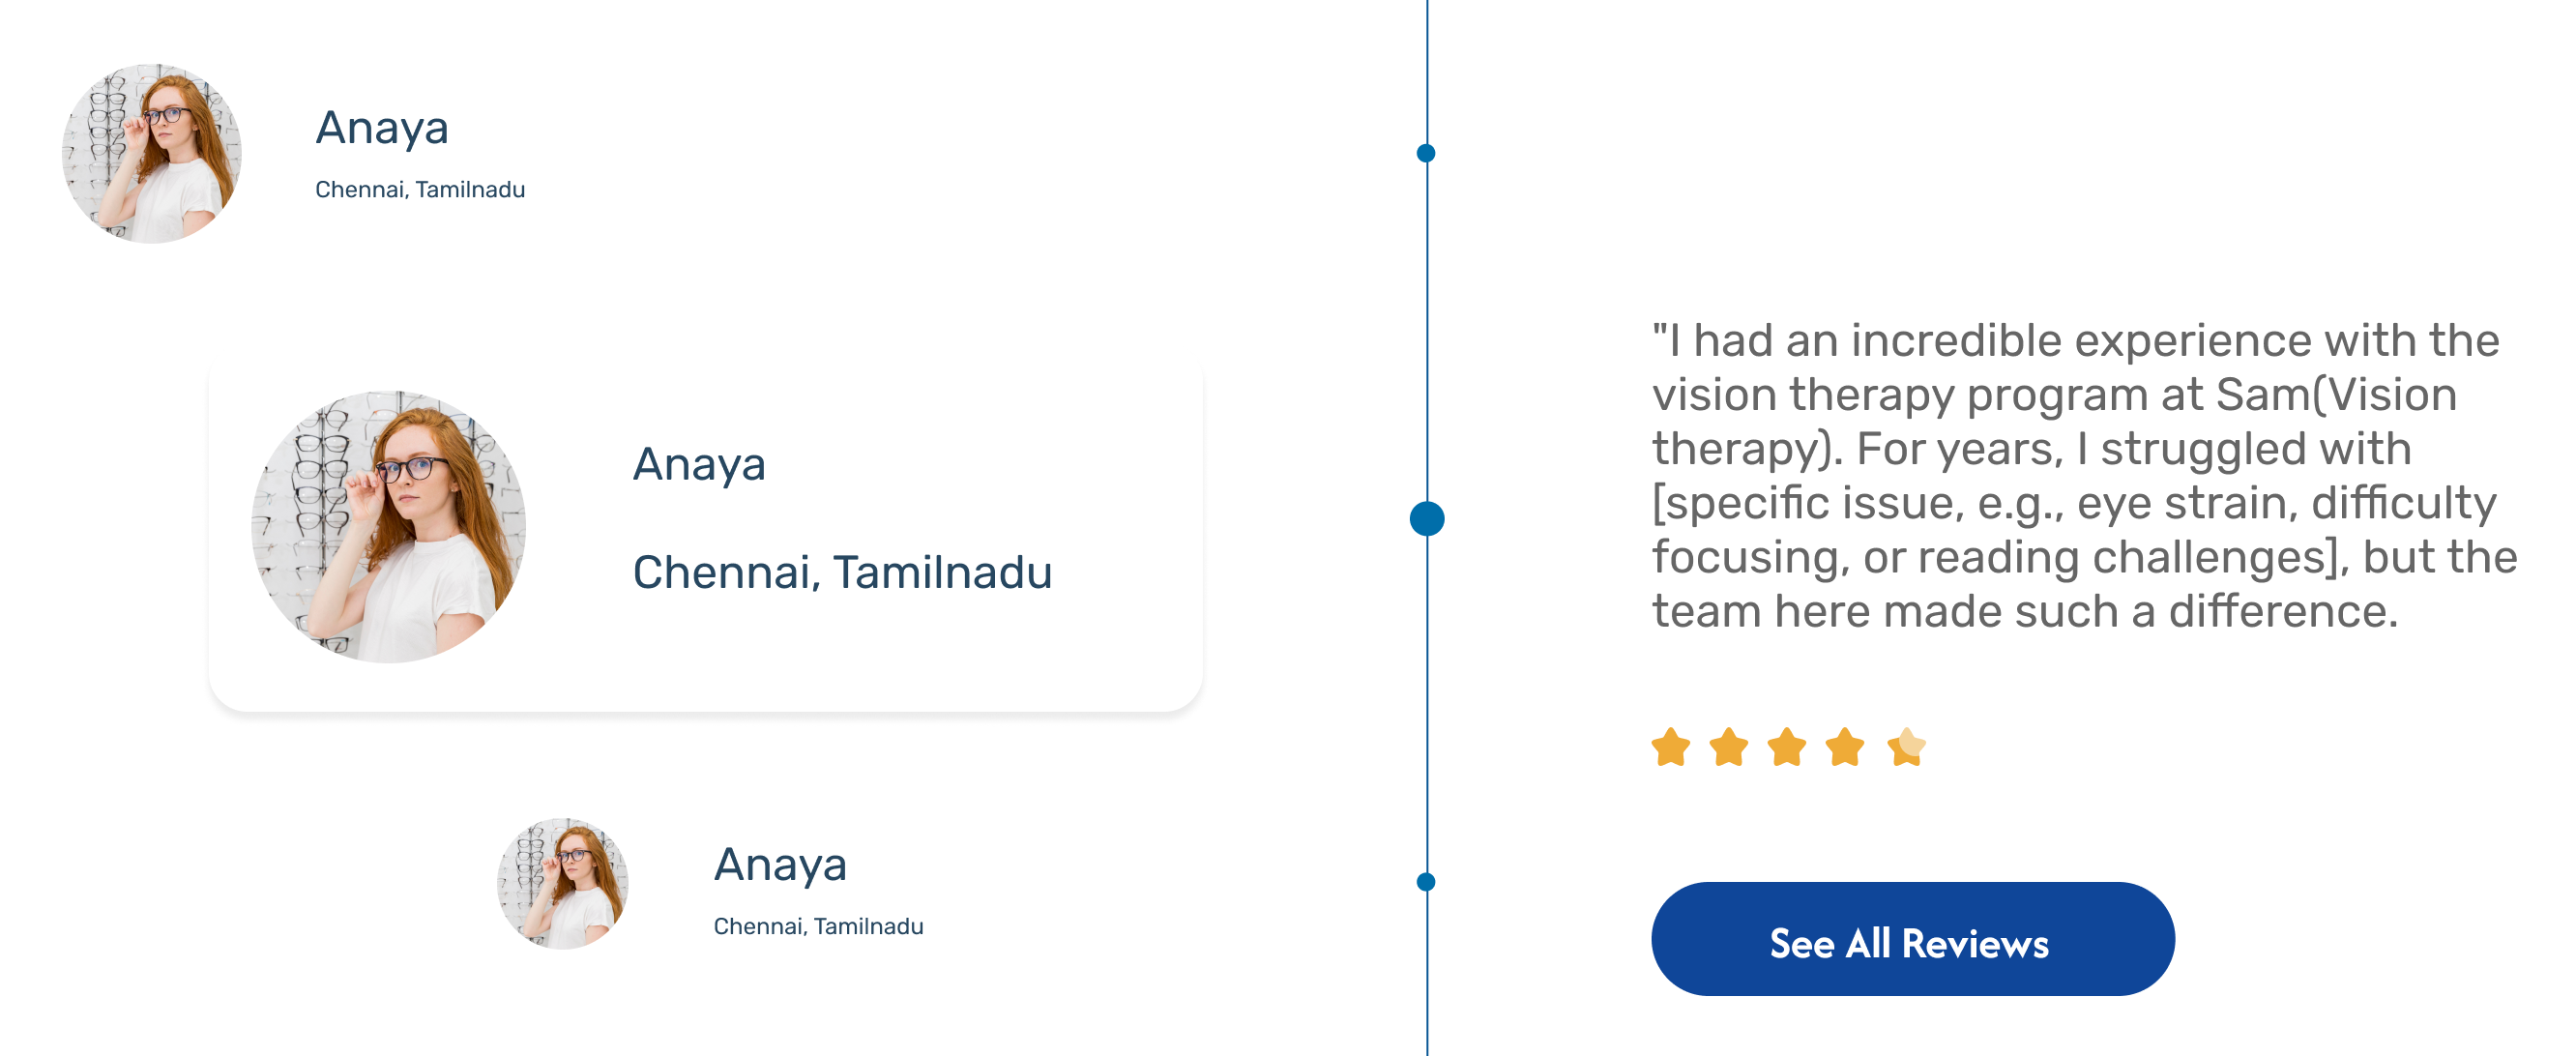 Anaya
Chennai, Tamilnadu
Anaya
Chennai, Tamilnadu
Anaya
Chennai, Tamilnadu
"I had an incredible experience with the
vision therapy program at Sam(Vision
therapy). For years, I struggled with
[specific issue, e.g., eye strain, difficulty
focusing, or reading challenges], but the
team here made such a difference.
See All Reviews